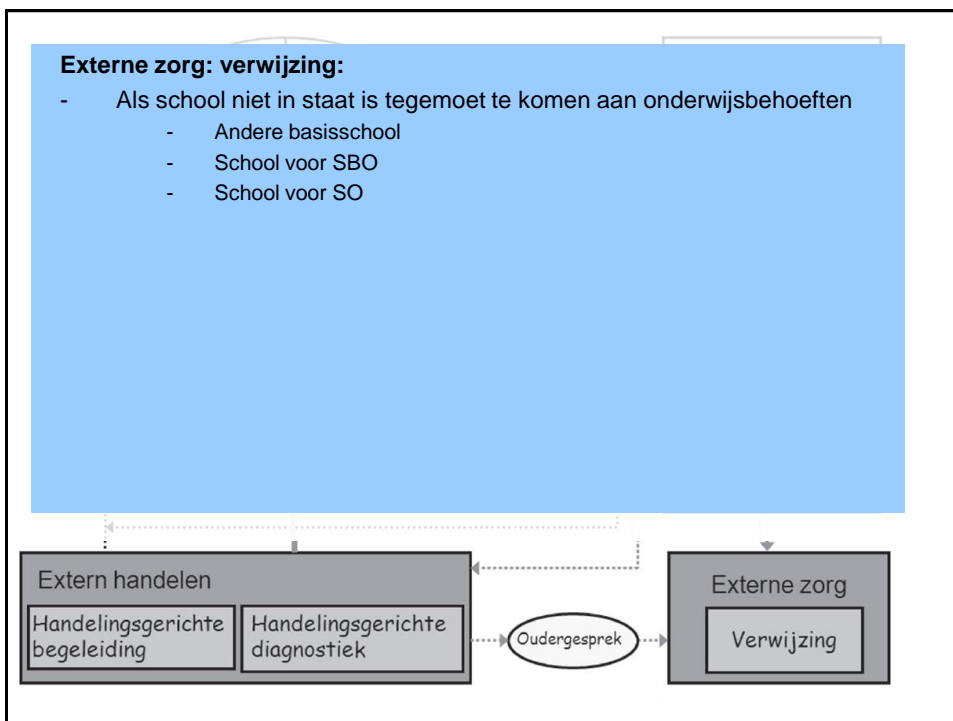 Externe zorg: verwijzing:
- Als school niet in staat is tegemoet te komen aan onderwijsbehoeften
- Andere basisschool
- School voor SBO
- School voor SO
Extern handelen
Handelingsgerichte
begeleiding
Handelingsgerichte
diagnostiek
Oudergesprek
Externe zorg
Verwijzing